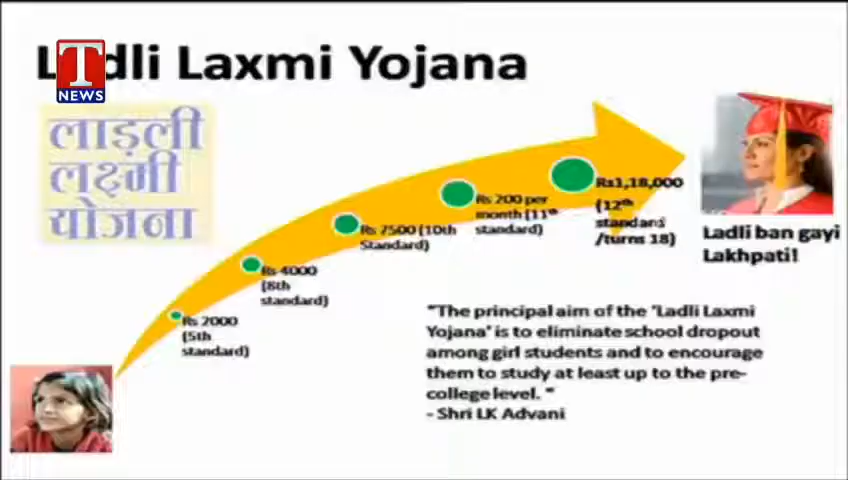 Ladli Laxmi Yojana
T
NEWS
लाड़ली
लक्ष्मी
योजना
Rs 2000
(5th
standard)
Rs 4000
(8th
standard)
Rs 7500 (10th
Standard)
Rs 200 per
month (11th
standard)
Rs1,18,000
(12th
standard
/turns 18)
Ladli ban gayi
Lakhpati!
"The principal aim of the 'Ladli Laxmi
Yojana' is to eliminate school dropout
among girl students and to encourage
them to study at least up to the pre-
college level. "
- Shri LK Advani